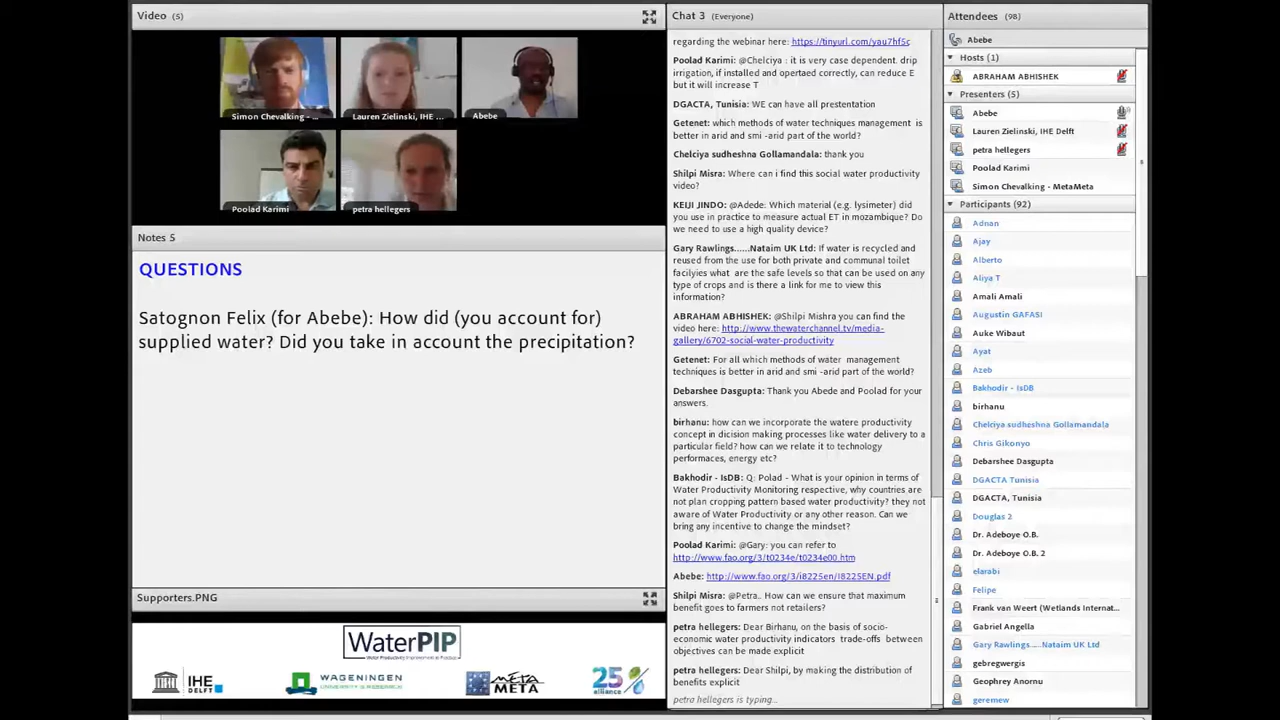 Video (5)
Simon Chevalking - ...
Lauren Zielinski, IHE ...
Abebe
Poolad Karimi
petra hellegers
Notes 5
QUESTIONS
Satognon Felix (for Abebe): How did (you account for)
supplied water? Did you take in account the precipitation?
Supporters.PNG
WaterPIP
IHE
DELFT
WAGENINGEN
UNIVERSITY & RESEARCH
META
META
25
alliance
Chat 3 (Everyone)
regarding the webinar here: https://tinyurl.com/yau7hf5c
Poolad Karimi: @Chelciya : it is very case dependent. drip
irrigation, if installed and opertaed correctly, can reduce E
but it will increase T
DGACTA, Tunisia: WE can have all prestentation
Getenet: which methods of water techniques management is
better in arid and smi -arid part of the world?
Chelciya sudheshna Gollamandala: thank you
Shilpi Misra: Where can i find this social water productivity
video?
KEIJI JINDO: @Adede: Which material (e.g. lysimeter) did
you use in practice to measure actual ET in mozambique? Do
we need to use a high quality device?
Gary Rawlings......Nataim UK Ltd: If water is recycled and
reused from the use for both private and communal toilet
facilyies what are the safe levels so that can be used on any
type of crops and is there a link for me to view this
information?
ABRAHAM ABHISHEK: @Shilpi Mishra you can find the
video here: http://www.thewaterchannel.tv/media-
gallery/6702-social-water-productivity
Getenet: For all which methods of water management
techniques is better in arid and smi -arid part of the world?
Debarshee Dasgupta: Thank you Abede and Poolad for your
answers.
birhanu: how can we incorporate the watere productivity
concept in dicision making processes like water delivery to a
particular field? how can we relate it to technology
performaces, energy etc?
Bakhodir - IsDB: Q: Polad - What is your opinion in terms of
Water Productivity Monitoring respective, why countries are
not plan cropping pattern based water productivity? they not
aware of Water Productivity or any other reason. Can we
bring any incentive to change the mindset?
Poolad Karimi: @Gary: you can refer to
http://www.fao.org/3/t0234e/t0234e00.htm
Abebe: http://www.fao.org/3/i8225en/I8225EN.pdf
Shilpi Misra: @Petra.. How can we ensure that maximum
benefit goes to farmers not retailers?
petra hellegers: Dear Birhanu, on the basis of socio-
economic water productivity indicators trade-offs between
objectives can be made explicit
petra hellegers: Dear Shilpi, by making the distribution of
benefits explicit
petra hellegers is typing...
Attendees (98)
Abebe
Hosts (1)
ABRAHAM ABHISHEK
Presenters (5)
Abebe
Lauren Zielinski, IHE Delft
petra hellegers
Poolad Karimi
Simon Chevalking - MetaMeta
Participants (92)
Adnan
Ajay
Alberto
Aliya T
Amali Amali
Augustin GAFASI
Auke Wibaut
Ayat
Azeb
Bakhodir - IsDB
birhanu
Chelciya sudheshna Gollamandala
Chris Gikonyo
Debarshee Dasgupta
DGACTA Tunisia
DGACTA, Tunisia
Douglas 2
Dr. Adeboye O.B.
Dr. Adeboye O.B. 2
elarabi
Felipe
Frank van Weert (Wetlands Internat...
Gabriel Angella
Gary Rawlings......Nataim UK Ltd
gebregwergis
Geophrey Anornu
geremew